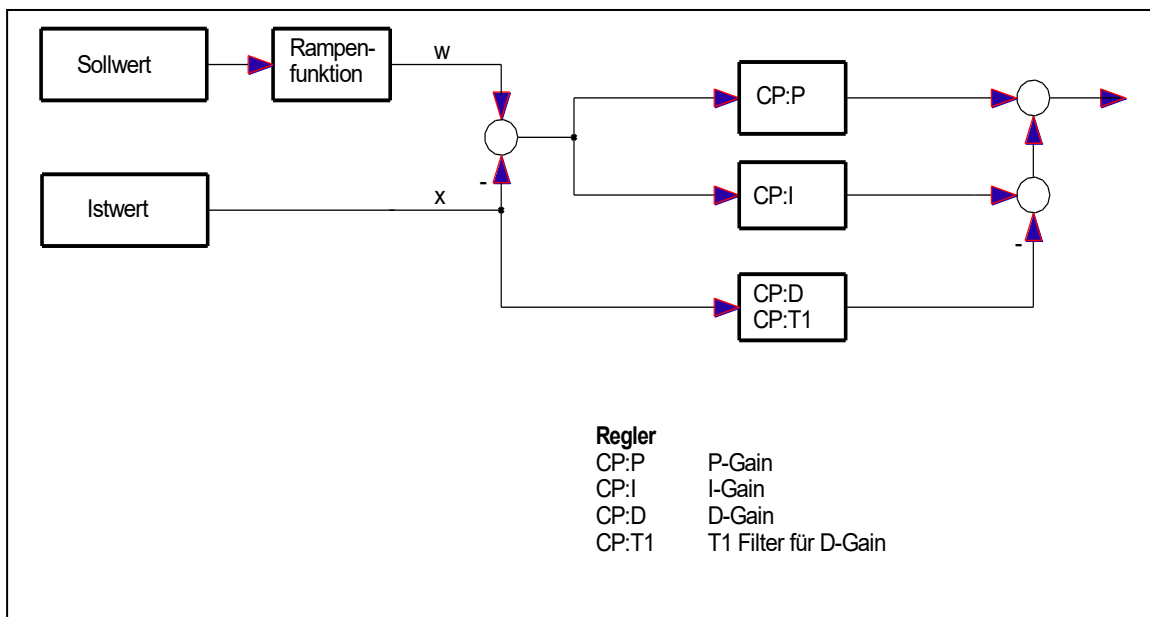 Sollwert
Rampen-
funktion
w
CP:P
-
Istwert
x
CP:I
-
CP:D
CP:T1
Regler
CP:P P-Gain
CP:I I-Gain
CP:D D-Gain
CP:T1 T1 Filter für D-Gain